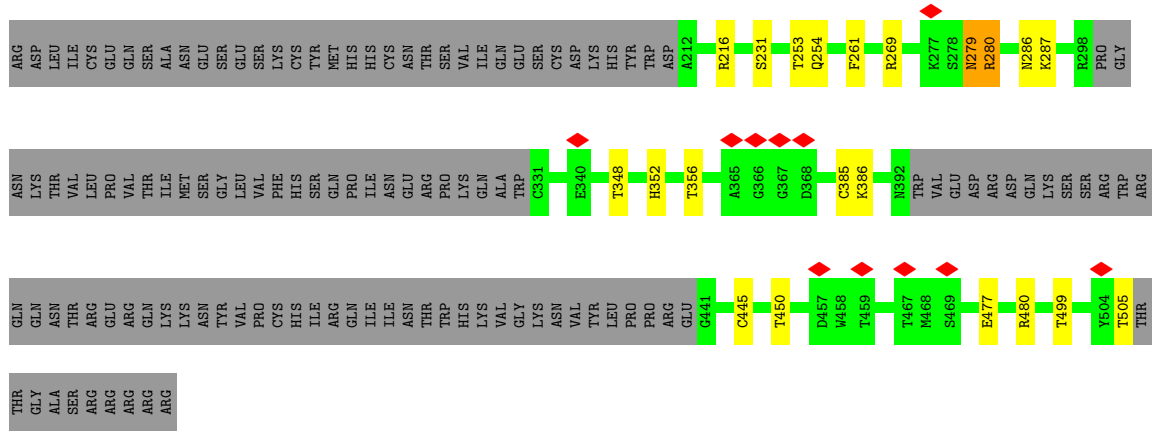 ARG ASP LEU ILE CYS GLU GLN SER ALA ASN GLU SER GLU SER LYS CYS TYR MET HIS HIS CYS ASN THR SER VAL ILE GLN GLU SER CYS ASP LYS HIS TYR TRP ASP A212 R216 S231 T253 Q254 F261 R269 K277 S278 N279 R280 N286 K287 R298 PRO GLY
ASN LYS THR VAL LEU PRO VAL THR ILE MET SER GLY LEU VAL PHE HIS SER GLN PRO ILE ASN GLU ARG PRO LYS GLN ALA TRP C331 E340 T348 H352 T356 A365 G366 G367 D368 C385 K386 N392 TRP VAL GLU ASP ARG ASP GLN LYS SER SER ARG TRP ARG
GLN GLN ASN THR ARG GLU ARG GLN LYS LYS ASN TYR VAL PRO CYS HIS ILE ARG GLN ILE ILE ASN THR TRP HIS LYS VAL GLY LYS ASN VAL TYR LEU PRO PRO ARG GLU G441 C445 T450 D457 W458 T459 T467 M468 S469 E477 R480 T499 Y504 T505 THR
THR GLY ALA SER ARG ARG ARG ARG ARG